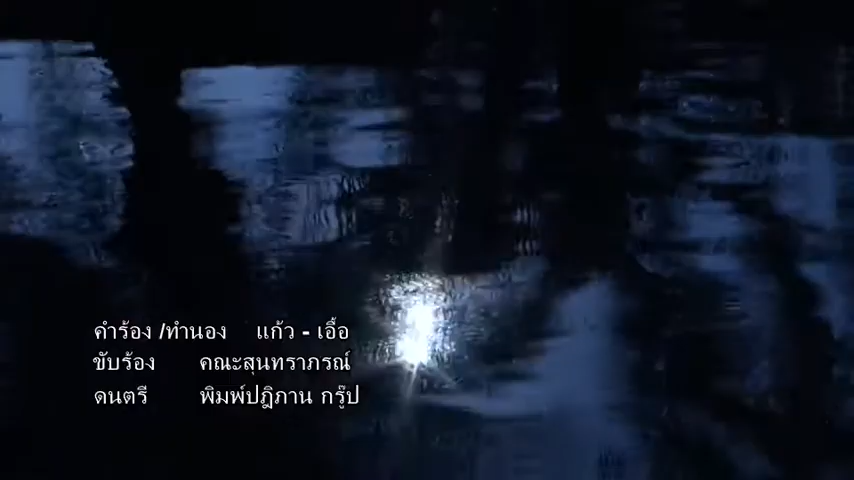 คำร้อง /ทำนอง แก้ว - เอื้อ
ขับร้อง คณะสุนทราภรณ์
ดนตรี พิมพ์ปฏิภาน กรุ๊ป